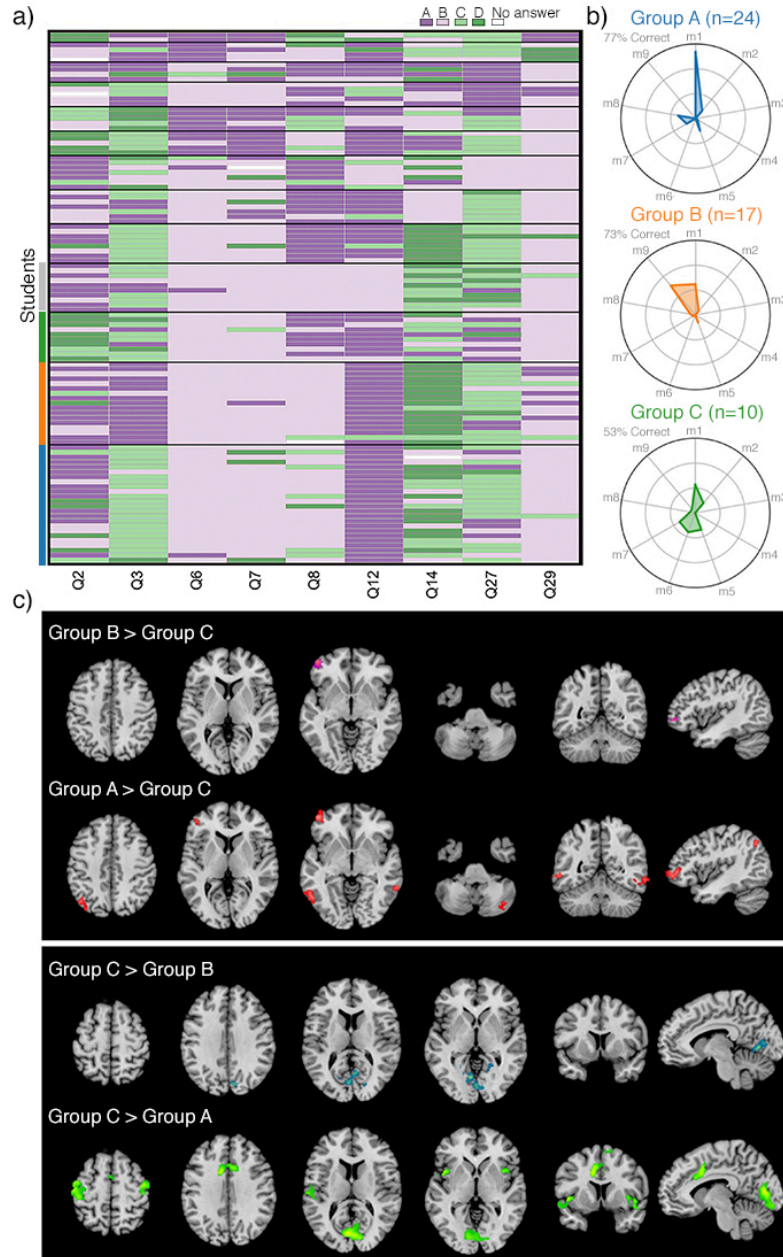 a)
A B C D No answer
Students
Q2 Q3 Q6 Q7 Q8 Q12 Q14 Q27 Q29
b)
Group A (n=24)
77% Correct
m1
m2
m3
m4
m5
m6
m7
m8
m9
Group B (n=17)
73% Correct
m1
m2
m3
m4
m5
m6
m7
m8
m9
Group C (n=10)
53% Correct
m1
m2
m3
m4
m5
m6
m7
m8
m9
c)
Group B > Group C
Group A > Group C
Group C > Group B
Group C > Group A